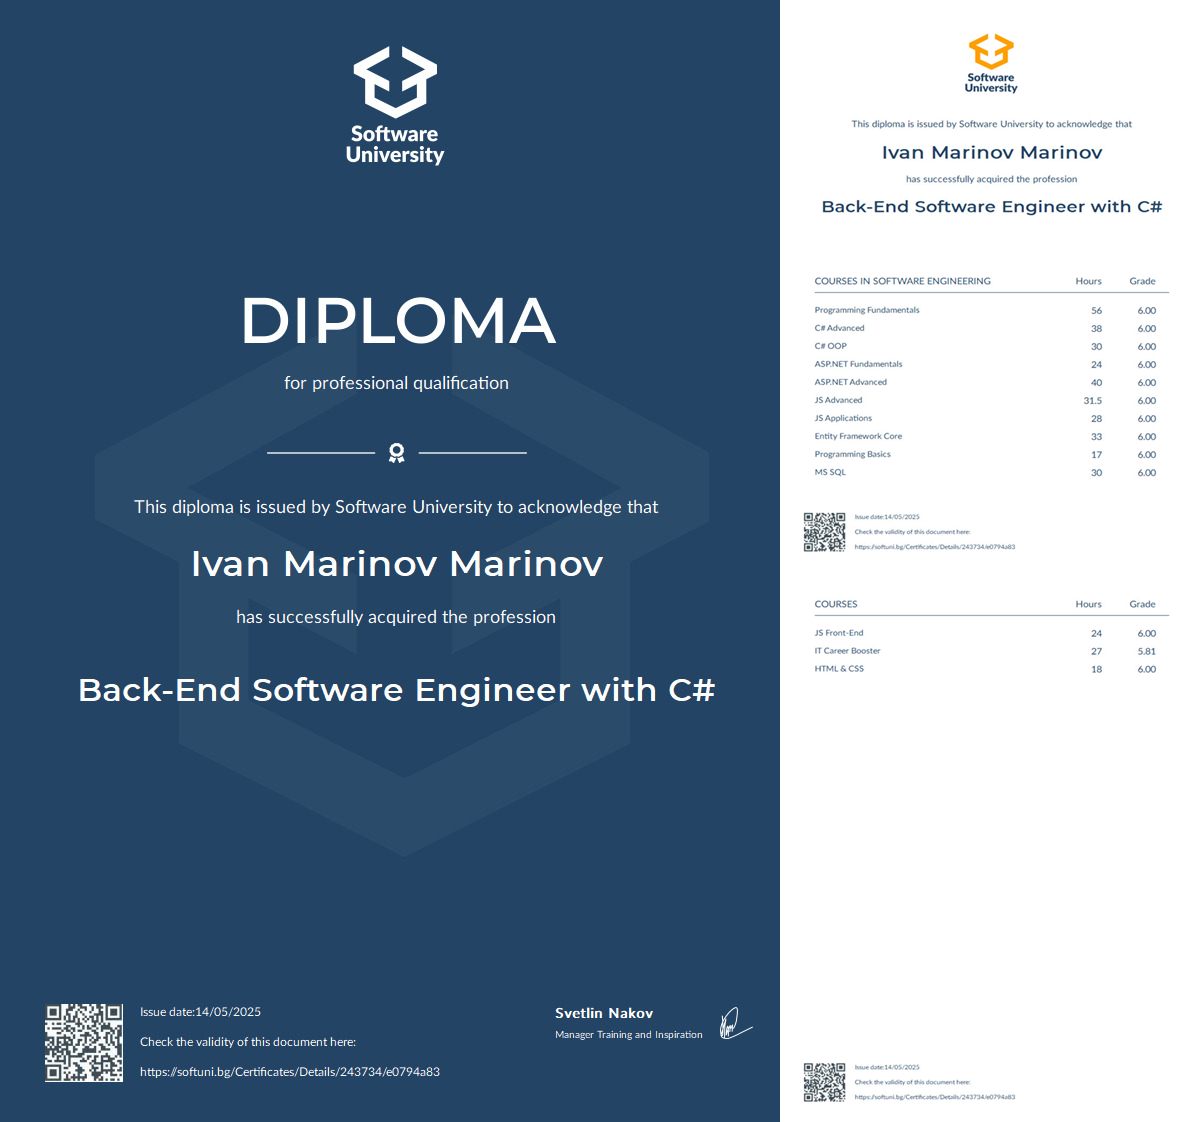 Software
University
DIPLOMA
for professional qualification
This diploma is issued by Software University to acknowledge that
Ivan Marinov Marinov
has successfully acquired the profession
Back-End Software Engineer with C#
Issue date:14/05/2025
Check the validity of this document here:
https://softuni.bg/Certificates/Details/243734/e0794a83
Svetlin Nakov
Manager Training and Inspiration
Software
University
This diploma is issued by Software University to acknowledge that
Ivan Marinov Marinov
has successfully acquired the profession
Back-End Software Engineer with C#
COURSES IN SOFTWARE ENGINEERING Hours Grade
Programming Fundamentals 56 6.00
C# Advanced 38 6.00
C# OOP 30 6.00
ASP.NET Fundamentals 24 6.00
ASP.NET Advanced 40 6.00
JS Advanced 31.5 6.00
JS Applications 28 6.00
Entity Framework Core 33 6.00
Programming Basics 17 6.00
MS SQL 30 6.00
Issue date:14/05/2025
Check the validity of this document here:
https://softuni.bg/Certificates/Details/243734/e0794a83
COURSES Hours Grade
JS Front-End 24 6.00
IT Career Booster 27 5.81
HTML & CSS 18 6.00
Issue date:14/05/2025
Check the validity of this document here:
https://softuni.bg/Certificates/Details/243734/e0794a83